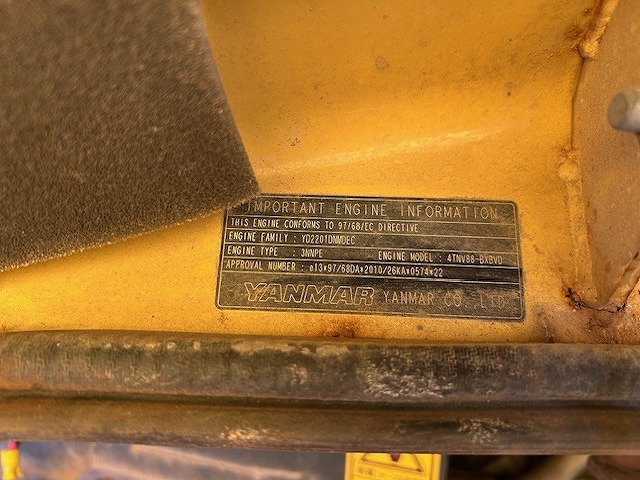 IMPORTANT ENGINE INFORMATION
THIS ENGINE CONFORMS TO 97/68/EC DIRECTIVE
ENGINE FAMILY : YD2201DNMDEC
ENGINE TYPE : 3NNPE ENGINE MODEL : 4TNV88-BXBVD
APPROVAL NUMBER : e13*97/68DA*2010/26KA*0574*22
YANMAR YANMAR CO.,LTD